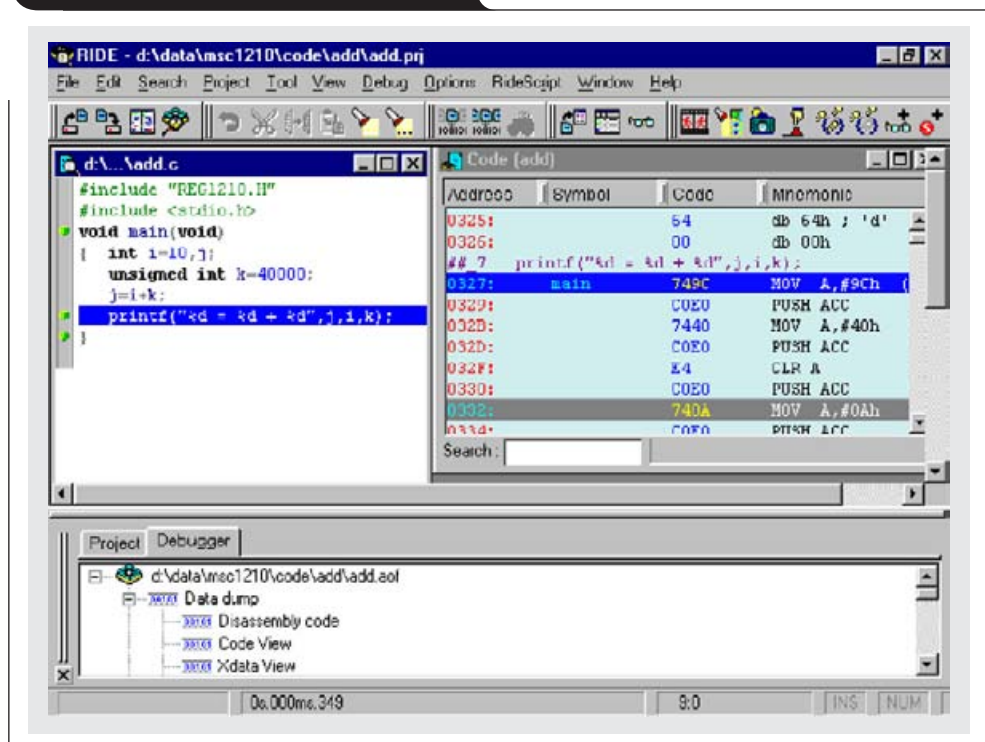 RIDE - d:\data\msc1210\code\add\add.prj
File Edit Search Project Tool View Debug Options RideScript Window Help
d:\...\add.c
#include "REG1210.H"
#include <stdio.h>
void main(void)
{ int i=10,j;
unsigned int k=40000;
j=i+k;
printf("%d = %d + %d",j,i,k);
}
Code (add)
Address Symbol Code Mnemonic
0325: 64 db 64h ; 'd'
0326: 00 db 00h
##_7 printf("%d = %d + %d",j,i,k);
0327: main 749C MOV A,#9Ch (
0329: C0E0 PUSH ACC
032B: 7440 MOV A,#40h
032D: C0E0 PUSH ACC
032F: E4 CLR A
0330: C0E0 PUSH ACC
0332: 740A MOV A,#0Ah
0334: C0E0 PUSH ACC
Search:
Project Debugger
d:\data\msc1210\code\add\add.aof
Data dump
Disassembly code
Code View
Xdata View
0s.000ms.349 9:0 INS NUM